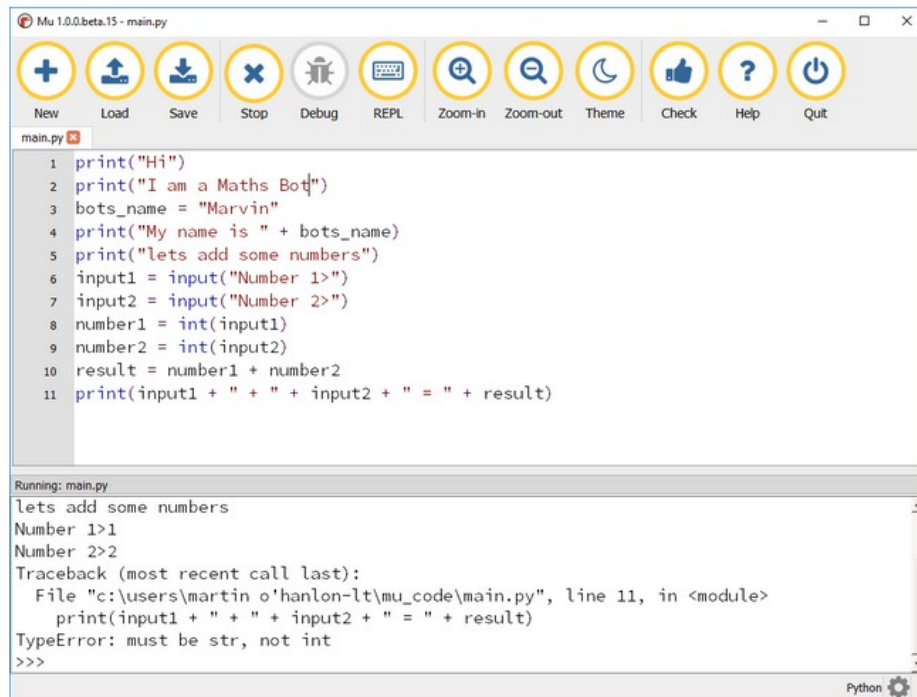 Mu 1.0.0.beta.15 - main.py
New Load Save Stop Debug REPL Zoom-in Zoom-out Theme Check Help Quit
main.py
1 print("Hi")
2 print("I am a Maths Bot")
3 bots_name = "Marvin"
4 print("My name is " + bots_name)
5 print("lets add some numbers")
6 input1 = input("Number 1>")
7 input2 = input("Number 2>")
8 number1 = int(input1)
9 number2 = int(input2)
10 result = number1 + number2
11 print(input1 + " + " + input2 + " = " + result)
Running: main.py
lets add some numbers
Number 1>1
Number 2>2
Traceback (most recent call last):
  File "c:\users\martin o'hanlon-lt\mu_code\main.py", line 11, in <module>
    print(input1 + " + " + input2 + " = " + result)
TypeError: must be str, not int
>>>
Python